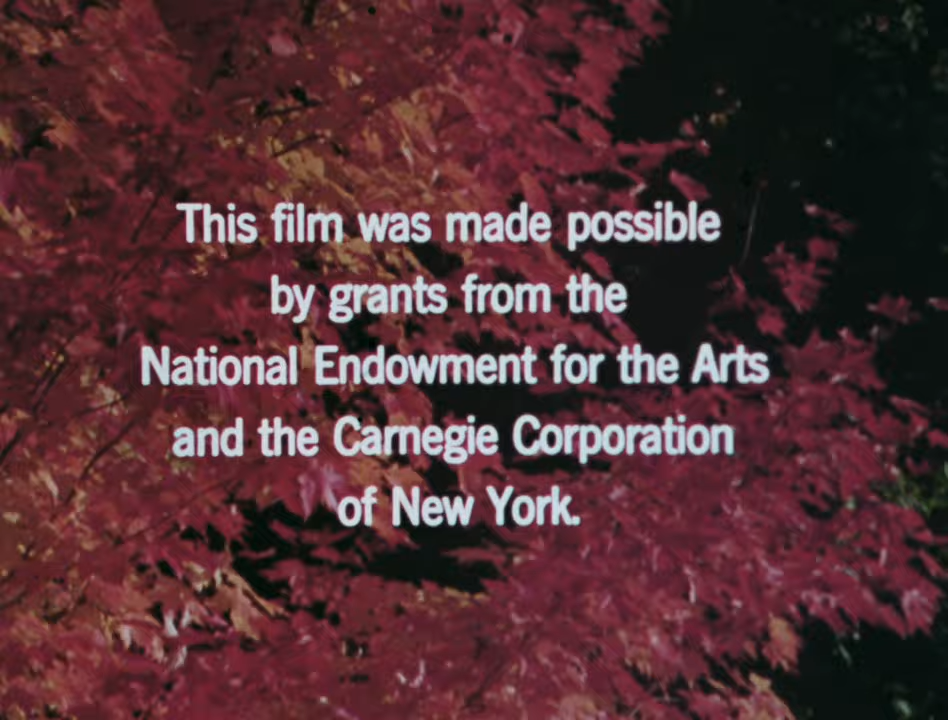 This film was made possible
by grants from the
National Endowment for the Arts
and the Carnegie Corporation
of New York.